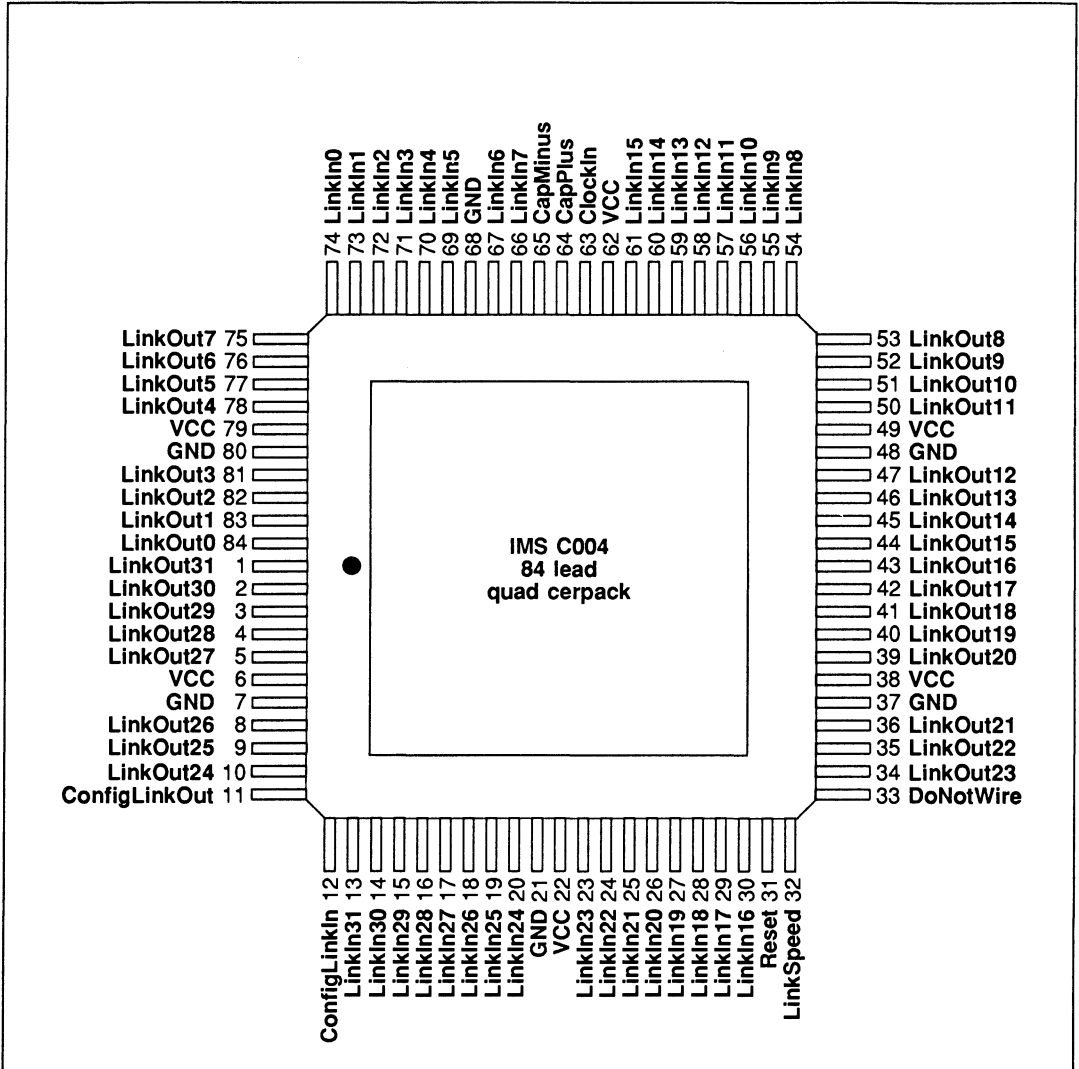 74 LinkIn0
73 LinkIn1
72 LinkIn2
71 LinkIn3
70 LinkIn4
69 LinkIn5
68 GND
67 LinkIn6
66 LinkIn7
65 CapMinus
64 CapPlus
63 ClockIn
62 VCC
61 LinkIn15
60 LinkIn14
59 LinkIn13
58 LinkIn12
57 LinkIn11
56 LinkIn10
55 LinkIn9
54 LinkIn8
LinkOut7 75
LinkOut6 76
LinkOut5 77
LinkOut4 78
VCC 79
GND 80
LinkOut3 81
LinkOut2 82
LinkOut1 83
LinkOut0 84
LinkOut31 1
LinkOut30 2
LinkOut29 3
LinkOut28 4
LinkOut27 5
VCC 6
GND 7
LinkOut26 8
LinkOut25 9
LinkOut24 10
ConfigLinkOut 11
IMS C004
84 lead
quad cerpack
53 LinkOut8
52 LinkOut9
51 LinkOut10
50 LinkOut11
49 VCC
48 GND
47 LinkOut12
46 LinkOut13
45 LinkOut14
44 LinkOut15
43 LinkOut16
42 LinkOut17
41 LinkOut18
40 LinkOut19
39 LinkOut20
38 VCC
37 GND
36 LinkOut21
35 LinkOut22
34 LinkOut23
33 DoNotWire
ConfigLinkIn 12
LinkIn31 13
LinkIn30 14
LinkIn29 15
LinkIn28 16
LinkIn27 17
LinkIn26 18
LinkIn25 19
LinkIn24 20
GND 21
VCC 22
LinkIn23 23
LinkIn22 24
LinkIn21 25
LinkIn20 26
LinkIn19 27
LinkIn18 28
LinkIn17 29
LinkIn16 30
Reset 31
LinkSpeed 32